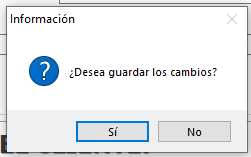 Información
¿Desea guardar los cambios?
Sí
No